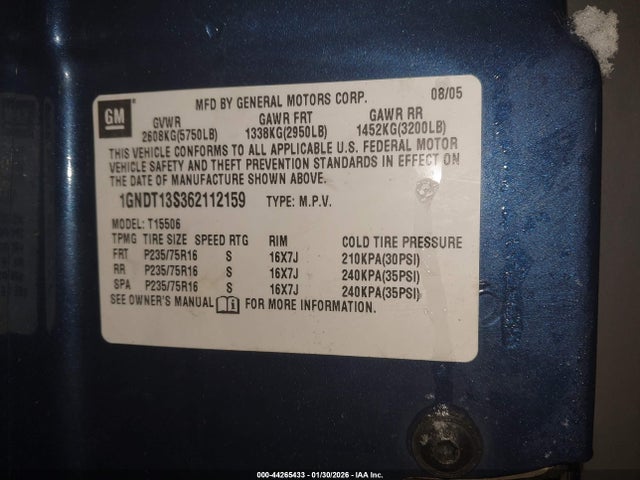 GM
MFD BY GENERAL MOTORS CORP. 08/05
GVWR GAWR FRT GAWR RR
2608KG(5750LB) 1338KG(2950LB) 1452KG(3200LB)
THIS VEHICLE CONFORMS TO ALL APPLICABLE U.S. FEDERAL MOTOR
VEHICLE SAFETY AND THEFT PREVENTION STANDARDS IN EFFECT ON
THE DATE OF MANUFACTURE SHOWN ABOVE.
1GNDT13S362112159 TYPE: M.P.V.
MODEL: T15506
TPMG TIRE SIZE SPEED RTG RIM COLD TIRE PRESSURE
FRT P235/75R16 S 16X7J 210KPA(30PSI)
RR P235/75R16 S 16X7J 240KPA(35PSI)
SPA P235/75R16 S 16X7J 240KPA(35PSI)
SEE OWNER'S MANUAL FOR MORE INFORMATION.
000-44265433 - 01/30/2026 - IAA Inc.